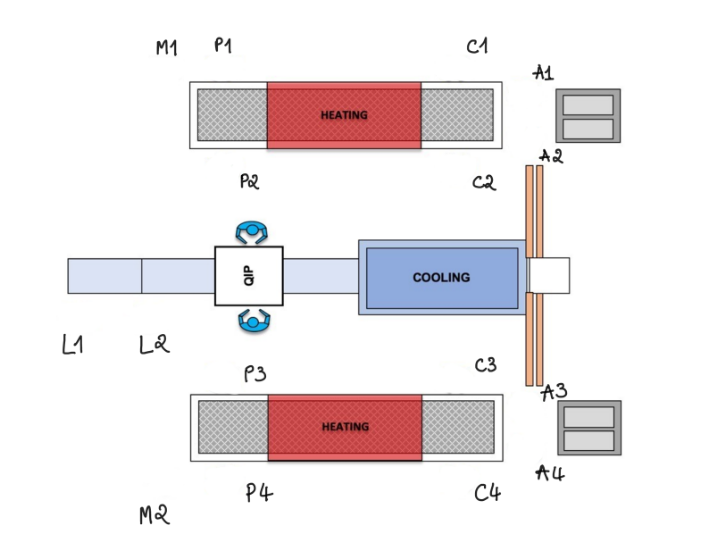 M1 P1 C1
A1
HEATING
A2
P2 C2
QIP
COOLING
L1 L2
P3 C3
A3
HEATING
A4
P4 C4
M2